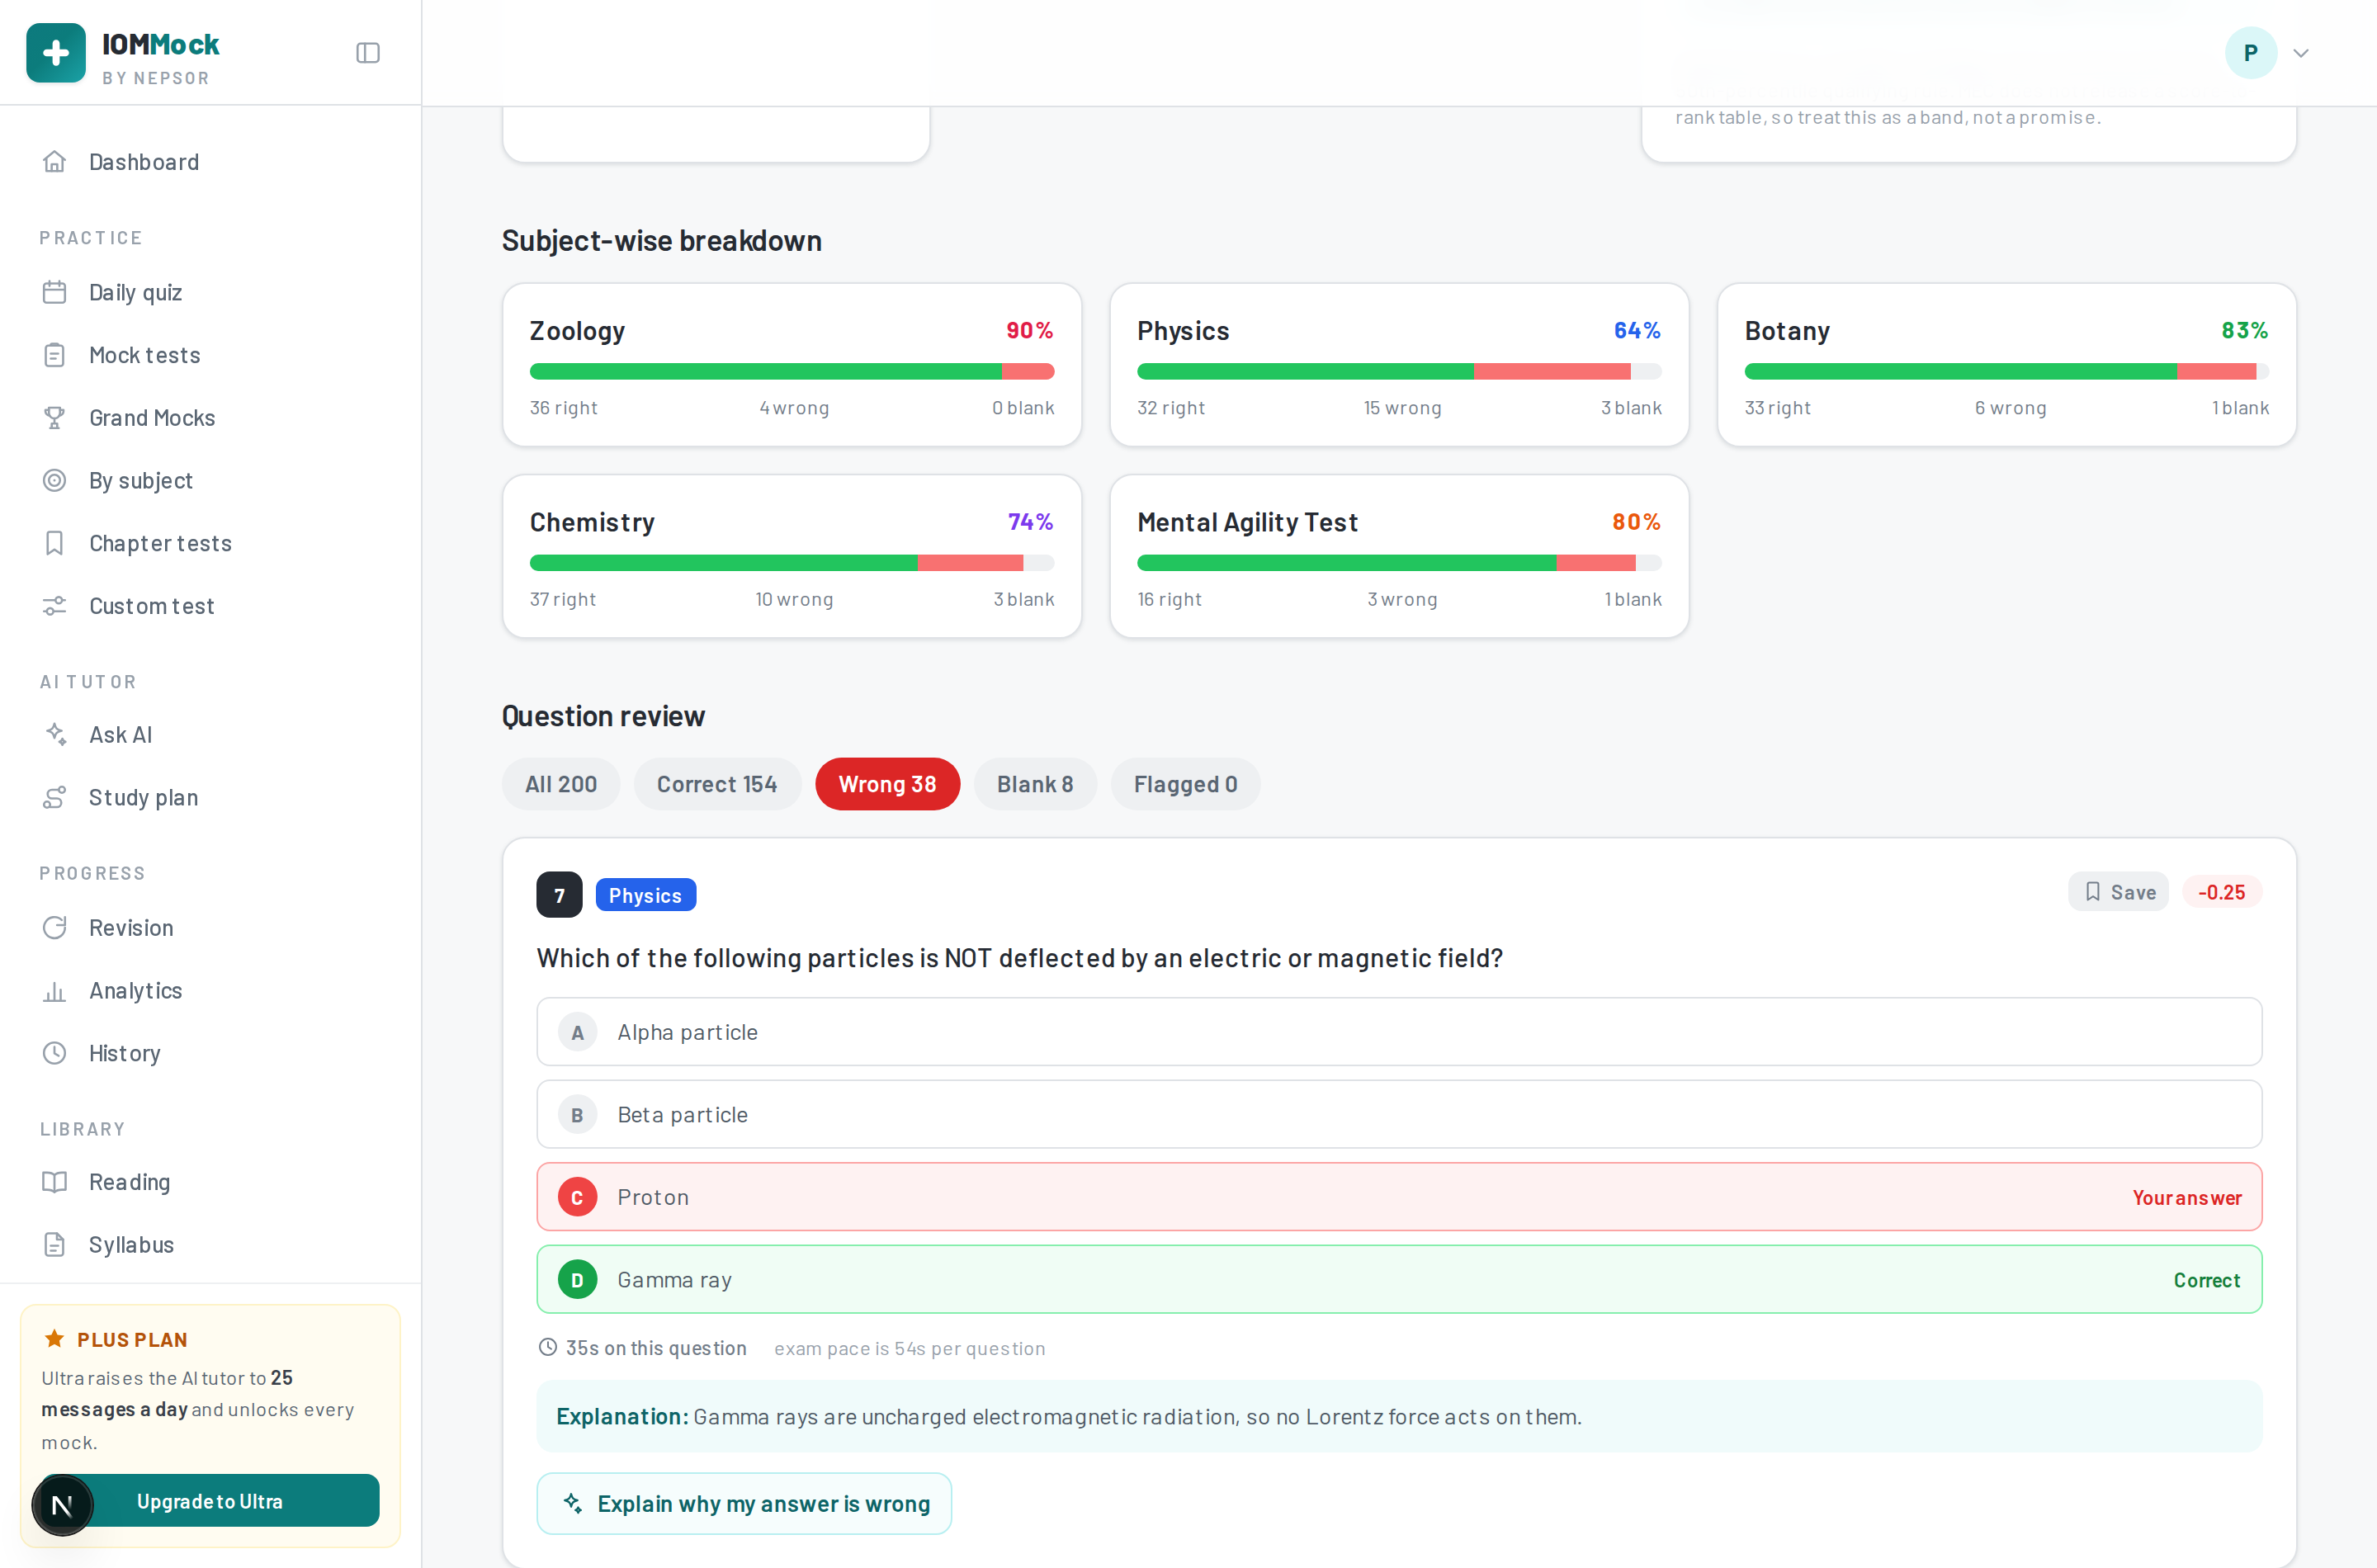 IOMMock
BY NEPSOR
P
Dashboard
PRACTICE
Daily quiz
Mock tests
Grand Mocks
By subject
Chapter tests
Custom test
AI TUTOR
Ask AI
Study plan
PROGRESS
Revision
Analytics
History
LIBRARY
Reading
Syllabus
PLUS PLAN
Ultra raises the AI tutor to 25
messages a day and unlocks every
mock.
Upgrade to Ultra
N
rank table, so treat this as a band, not a promise.
Subject-wise breakdown
Zoology 90%
36 right 4 wrong 0 blank
Physics 64%
32 right 15 wrong 3 blank
Botany 83%
33 right 6 wrong 1 blank
Chemistry 74%
37 right 10 wrong 3 blank
Mental Agility Test 80%
16 right 3 wrong 1 blank
Question review
All 200 Correct 154 Wrong 38 Blank 8 Flagged 0
7 Physics Save -0.25
Which of the following particles is NOT deflected by an electric or magnetic field?
A Alpha particle
B Beta particle
C Proton Your answer
D Gamma ray Correct
35s on this question exam pace is 54s per question
Explanation: Gamma rays are uncharged electromagnetic radiation, so no Lorentz force acts on them.
Explain why my answer is wrong